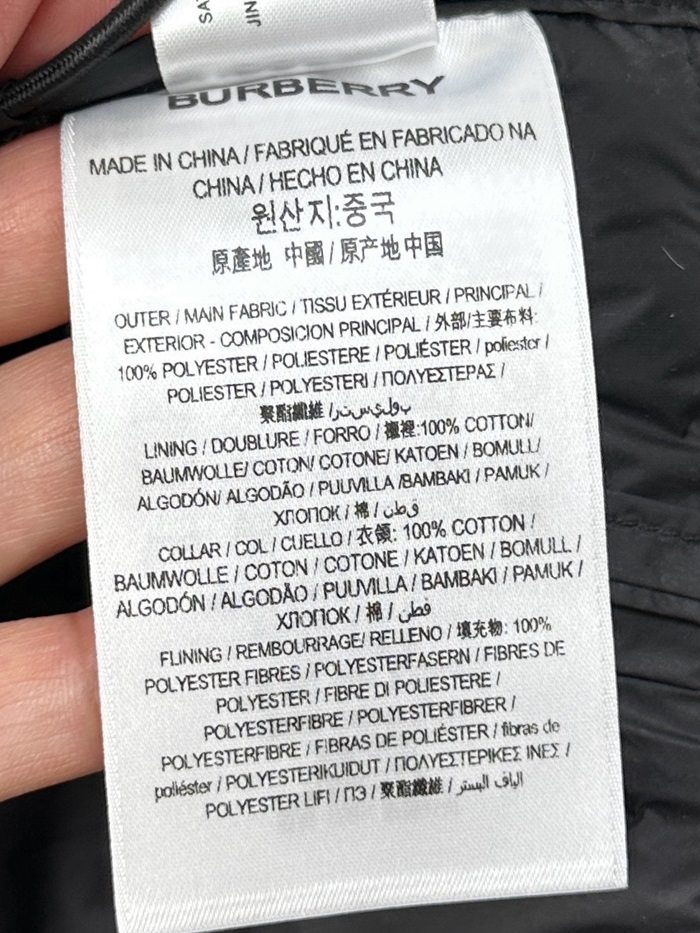 SA
JIN
BURBERRY
MADE IN CHINA / FABRIQUÉ EN FABRICADO NA
CHINA / HECHO EN CHINA
원산지:중국
原產地 中國 / 原产地中国
OUTER / MAIN FABRIC / TISSU EXTÉRIEUR / PRINCIPAL /
EXTERIOR - COMPOSICION PRINCIPAL / 外部/主要布料:
100% POLYESTER / POLIESTERE / POLIÉSTER / poliester /
POLIESTER / POLYESTERI / ΠΟΛΥΕΣΤΕΡΑΣ /
聚酯纖維 / بوليستر
LINING / DOUBLURE / FORRO / 襯裡:100% COTTON/
BAUMWOLLE/ COTON/ COTONE/ KATOEN / BOMULL/
ALGODÓN/ ALGODÃO / PUUVILLA /BAMBAKI / PAMUK /
ХЛОПОК / 棉 / قطن
COLLAR / COL / CUELLO / 衣領: 100% COTTON /
BAUMWOLLE / COTON / COTONE / KATOEN / BOMULL /
ALGODÓN / ALGODÃO / PUUVILLA / BAMBAKI / PAMUK /
ХЛОПОК / 棉 / قطن
FLINING / REMBOURRAGE/ RELLENO / 填充物: 100%
POLYESTER FIBRES / POLYESTERFASERN / FIBRES DE
POLYESTER / FIBRE DI POLIESTERE /
POLYESTERFIBRE / POLYESTERFIBRER /
POLYESTERFIBRE / FIBRAS DE POLIÉSTER / fibras de
poliéster / POLYESTERIKUIDUT / ΠΟΛΥΕΣΤΕΡΙΚΕΣ ΙΝΕΣ /
POLYESTER LIFI / ПЭ / 聚酯纖維 / الياف البستر